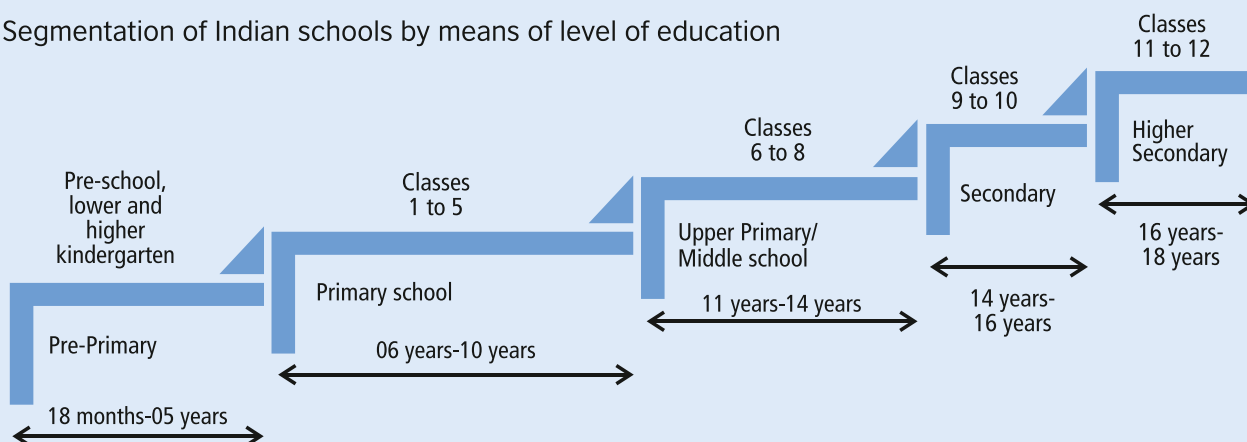 Segmentation of Indian schools by means of level of education
Pre-school,
lower and
higher
kindergarten
Pre-Primary
18 months-05 years
Classes
1 to 5
Primary school
06 years-10 years
Classes
6 to 8
Upper Primary/
Middle school
11 years-14 years
Classes
9 to 10
Secondary
14 years-
16 years
Classes
11 to 12
Higher
Secondary
16 years-
18 years